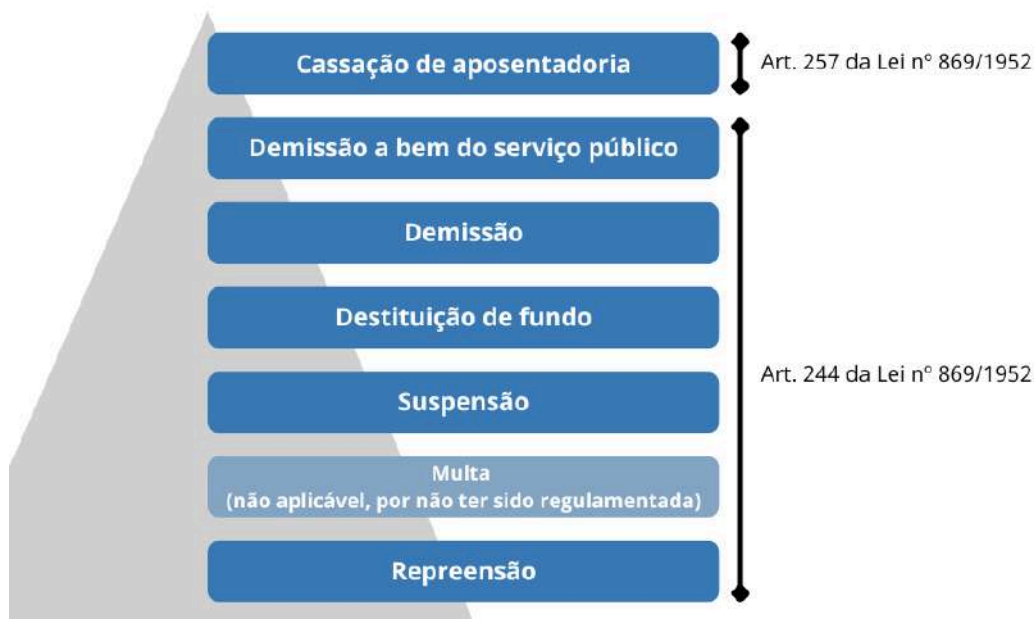 Cassação de aposentadoria
Art. 257 da Lei nº 869/1952
Demissão a bem do serviço público
Demissão
Destituição de fundo
Art. 244 da Lei nº 869/1952
Suspensão
Multa
(não aplicável, por não ter sido regulamentada)
Repreensão